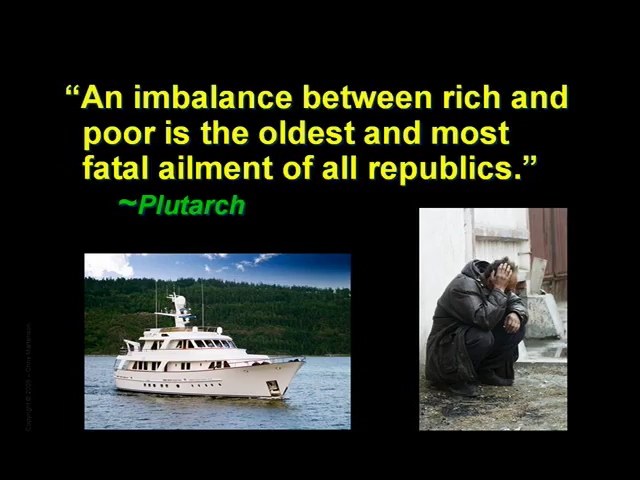 “An imbalance between rich and
poor is the oldest and most
fatal ailment of all republics.”
~Plutarch